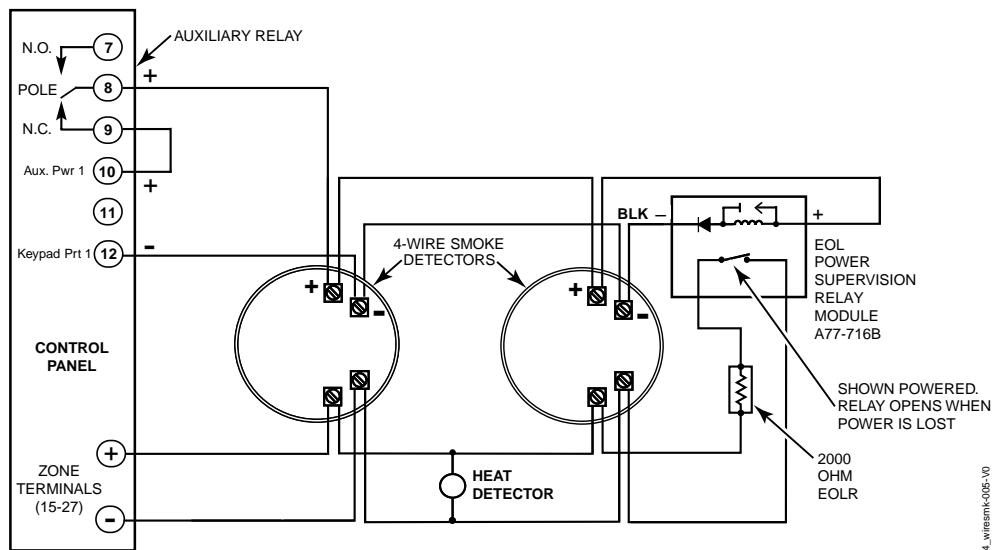 N.O.
7
AUXILIARY RELAY
+
POLE
8
N.C.
9
Aux. Pwr 1
10
+
11
Keypad Prt 1
12
-
4-WIRE SMOKE
DETECTORS
+
-
+
-
BLK –
+
EOL
POWER
SUPERVISION
RELAY
MODULE
A77-716B
CONTROL
PANEL
SHOWN POWERED.
RELAY OPENS WHEN
POWER IS LOST
2000
OHM
EOLR
HEAT
DETECTOR
+
ZONE
TERMINALS
(15-27)
-
4_wiresmk-005-V0